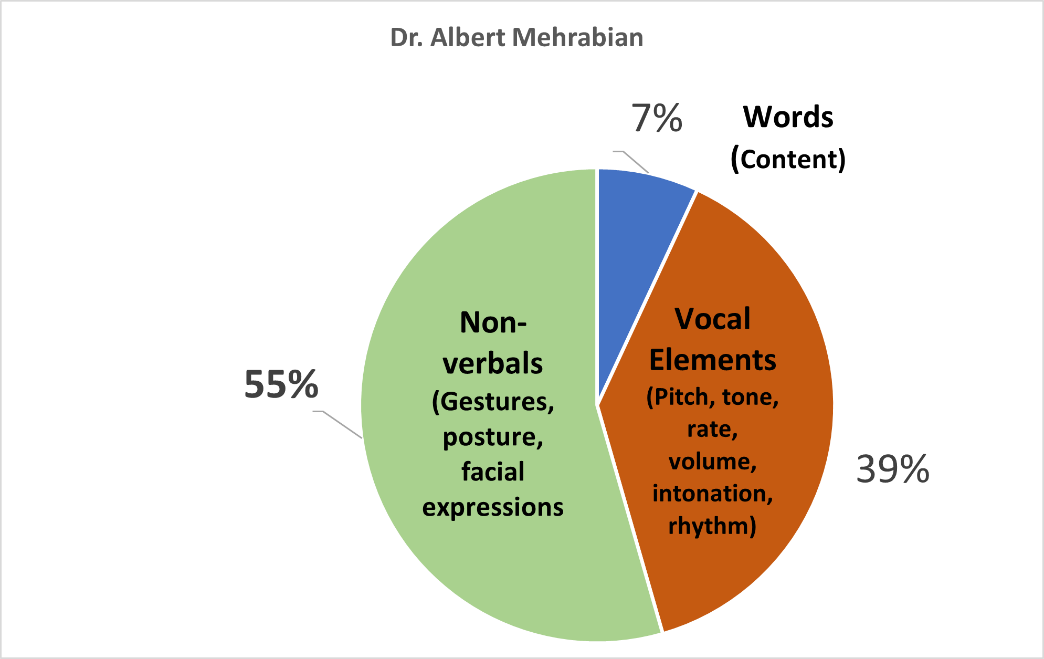 Dr. Albert Mehrabian
7%
Words
(Content)
Non-
verbals
(Gestures,
posture,
facial
expressions
55%
Vocal
Elements
(Pitch, tone,
rate,
volume,
intonation,
rhythm)
39%